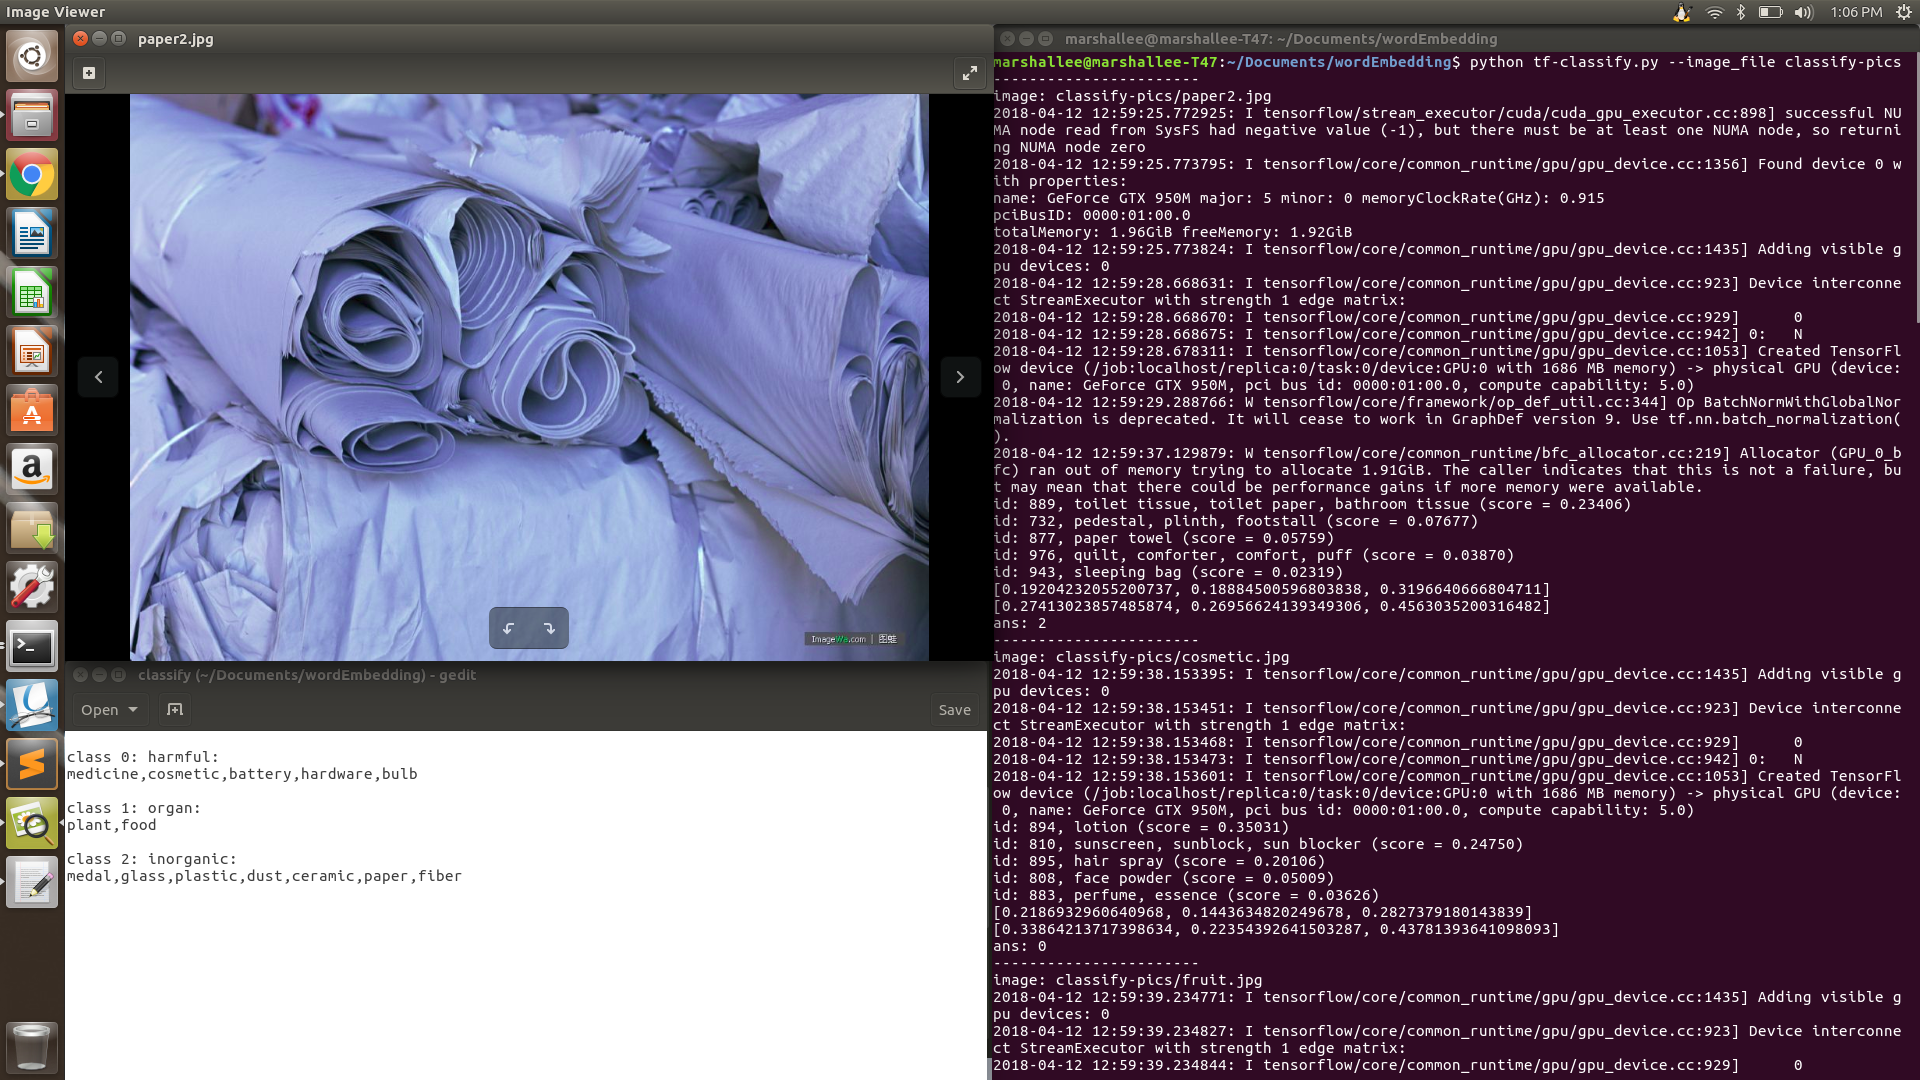 Image Viewer
1:06 PM
paper2.jpg
ImageWa.com | 图蛙
classify (~/Documents/wordEmbedding) - gedit
Open
Save
class 0: harmful:
medicine,cosmetic,battery,hardware,bulb
class 1: organ:
plant,food
class 2: inorganic:
medal,glass,plastic,dust,ceramic,paper,fiber
marshallee@marshallee-T47: ~/Documents/wordEmbedding
marshallee@marshallee-T47:~/Documents/wordEmbedding$ python tf-classify.py --image_file classify-pics
-----------------------
image: classify-pics/paper2.jpg
2018-04-12 12:59:25.772925: I tensorflow/stream_executor/cuda/cuda_gpu_executor.cc:898] successful NU
MA node read from SysFS had negative value (-1), but there must be at least one NUMA node, so returni
ng NUMA node zero
2018-04-12 12:59:25.773795: I tensorflow/core/common_runtime/gpu/gpu_device.cc:1356] Found device 0 w
ith properties:
name: GeForce GTX 950M major: 5 minor: 0 memoryClockRate(GHz): 0.915
pciBusID: 0000:01:00.0
totalMemory: 1.96GiB freeMemory: 1.92GiB
2018-04-12 12:59:25.773824: I tensorflow/core/common_runtime/gpu/gpu_device.cc:1435] Adding visible g
pu devices: 0
2018-04-12 12:59:28.668631: I tensorflow/core/common_runtime/gpu/gpu_device.cc:923] Device interconne
ct StreamExecutor with strength 1 edge matrix:
2018-04-12 12:59:28.668670: I tensorflow/core/common_runtime/gpu/gpu_device.cc:929]      0
2018-04-12 12:59:28.668675: I tensorflow/core/common_runtime/gpu/gpu_device.cc:942] 0:   N
2018-04-12 12:59:28.678311: I tensorflow/core/common_runtime/gpu/gpu_device.cc:1053] Created TensorFl
ow device (/job:localhost/replica:0/task:0/device:GPU:0 with 1686 MB memory) -> physical GPU (device:
 0, name: GeForce GTX 950M, pci bus id: 0000:01:00.0, compute capability: 5.0)
2018-04-12 12:59:29.288766: W tensorflow/core/framework/op_def_util.cc:344] Op BatchNormWithGlobalNor
malization is deprecated. It will cease to work in GraphDef version 9. Use tf.nn.batch_normalization(
).
2018-04-12 12:59:37.129879: W tensorflow/core/common_runtime/bfc_allocator.cc:219] Allocator (GPU_0_b
fc) ran out of memory trying to allocate 1.91GiB. The caller indicates that this is not a failure, bu
t may mean that there could be performance gains if more memory were available.
id: 889, toilet tissue, toilet paper, bathroom tissue (score = 0.23406)
id: 732, pedestal, plinth, footstall (score = 0.07677)
id: 877, paper towel (score = 0.05759)
id: 976, quilt, comforter, comfort, puff (score = 0.03870)
id: 943, sleeping bag (score = 0.02319)
[0.19204232055200737, 0.18884500596803838, 0.3196640666804711]
[0.27413023857485874, 0.26956624139349306, 0.4563035200316482]
ans: 2
-----------------------
image: classify-pics/cosmetic.jpg
2018-04-12 12:59:38.153395: I tensorflow/core/common_runtime/gpu/gpu_device.cc:1435] Adding visible g
pu devices: 0
2018-04-12 12:59:38.153451: I tensorflow/core/common_runtime/gpu/gpu_device.cc:923] Device interconne
ct StreamExecutor with strength 1 edge matrix:
2018-04-12 12:59:38.153468: I tensorflow/core/common_runtime/gpu/gpu_device.cc:929]      0
2018-04-12 12:59:38.153473: I tensorflow/core/common_runtime/gpu/gpu_device.cc:942] 0:   N
2018-04-12 12:59:38.153601: I tensorflow/core/common_runtime/gpu/gpu_device.cc:1053] Created TensorFl
ow device (/job:localhost/replica:0/task:0/device:GPU:0 with 1686 MB memory) -> physical GPU (device:
 0, name: GeForce GTX 950M, pci bus id: 0000:01:00.0, compute capability: 5.0)
id: 894, lotion (score = 0.35031)
id: 810, sunscreen, sunblock, sun blocker (score = 0.24750)
id: 895, hair spray (score = 0.20106)
id: 808, face powder (score = 0.05009)
id: 883, perfume, essence (score = 0.03626)
[0.2186932960640968, 0.1443634820249678, 0.2827379180143839]
[0.33864213717398634, 0.22354392641503287, 0.43781393641098093]
ans: 0
-----------------------
image: classify-pics/fruit.jpg
2018-04-12 12:59:39.234771: I tensorflow/core/common_runtime/gpu/gpu_device.cc:1435] Adding visible g
pu devices: 0
2018-04-12 12:59:39.234827: I tensorflow/core/common_runtime/gpu/gpu_device.cc:923] Device interconne
ct StreamExecutor with strength 1 edge matrix:
2018-04-12 12:59:39.234844: I tensorflow/core/common_runtime/gpu/gpu_device.cc:929]      0